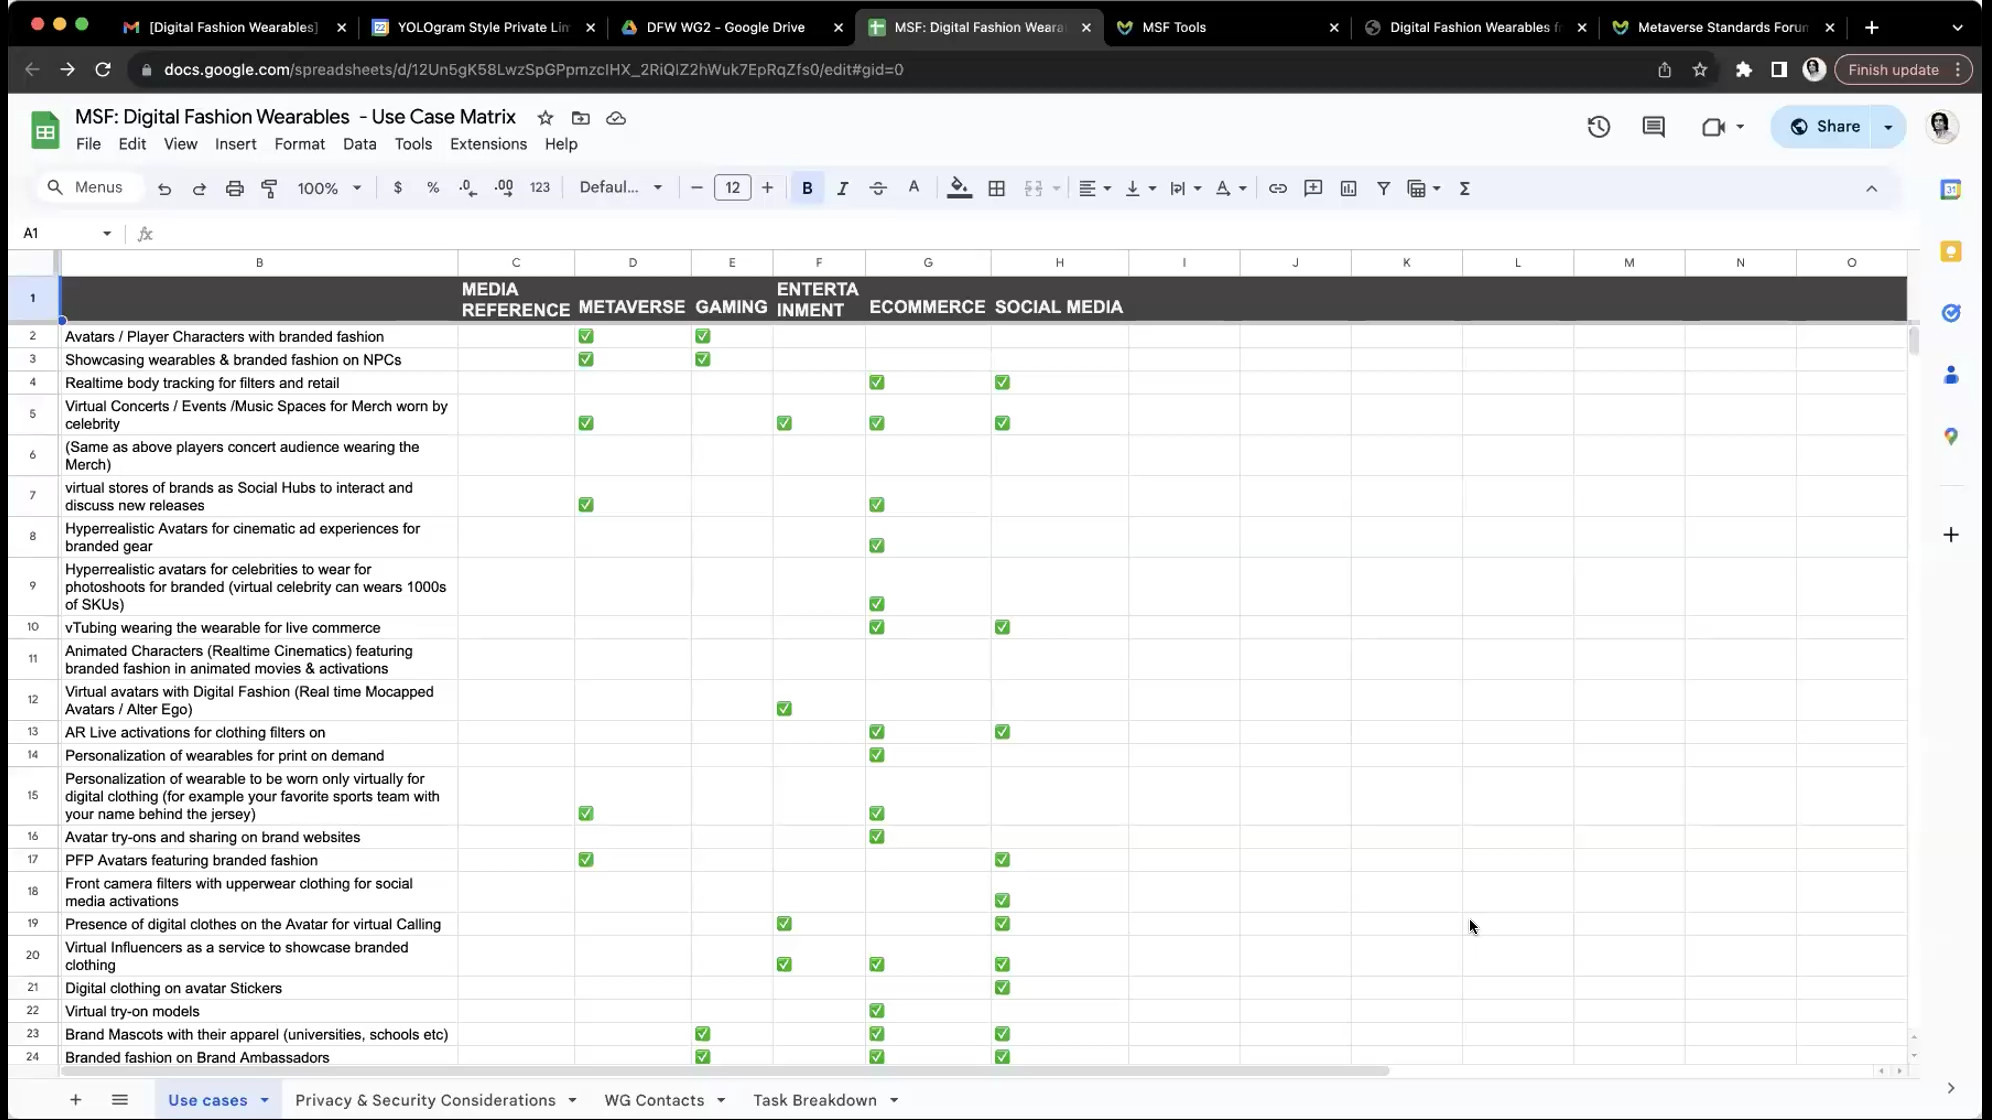 [Digital Fashion Wearables]
YOLOgram Style Private Lim
DFW WG2 - Google Drive
MSF: Digital Fashion Weara
MSF Tools
Digital Fashion Wearables f
Metaverse Standards Forum
docs.google.com/spreadsheets/d/12Un5gK58LwzSpGPpmzclHX_2RiQlZ2hWuk7EpRqZfs0/edit#gid=0
Finish update
MSF: Digital Fashion Wearables - Use Case Matrix
File Edit View Insert Format Data Tools Extensions Help
Share
Menus 100% $ % .0 .00 123 Defaul... − 12 + B I A A Σ
A1 fx
B C D E F G H I J K L M N O
1 MEDIA REFERENCE METAVERSE GAMING ENTERTA INMENT ECOMMERCE SOCIAL MEDIA
2 Avatars / Player Characters with branded fashion ✅ ✅
3 Showcasing wearables & branded fashion on NPCs ✅ ✅
4 Realtime body tracking for filters and retail ✅ ✅
5 Virtual Concerts / Events /Music Spaces for Merch worn by
celebrity ✅ ✅ ✅ ✅
6 (Same as above players concert audience wearing the
Merch)
7 virtual stores of brands as Social Hubs to interact and
discuss new releases ✅ ✅
8 Hyperrealistic Avatars for cinematic ad experiences for
branded gear ✅
9 Hyperrealistic avatars for celebrities to wear for
photoshoots for branded (virtual celebrity can wears 1000s
of SKUs) ✅
10 vTubing wearing the wearable for live commerce ✅ ✅
11 Animated Characters (Realtime Cinematics) featuring
branded fashion in animated movies & activations
12 Virtual avatars with Digital Fashion (Real time Mocapped
Avatars / Alter Ego) ✅
13 AR Live activations for clothing filters on ✅ ✅
14 Personalization of wearables for print on demand ✅
15 Personalization of wearable to be worn only virtually for
digital clothing (for example your favorite sports team with
your name behind the jersey) ✅ ✅
16 Avatar try-ons and sharing on brand websites ✅
17 PFP Avatars featuring branded fashion ✅ ✅
18 Front camera filters with upperwear clothing for social
media activations ✅
19 Presence of digital clothes on the Avatar for virtual Calling ✅ ✅
20 Virtual Influencers as a service to showcase branded
clothing ✅ ✅ ✅
21 Digital clothing on avatar Stickers ✅
22 Virtual try-on models ✅
23 Brand Mascots with their apparel (universities, schools etc) ✅ ✅ ✅
24 Branded fashion on Brand Ambassadors ✅ ✅ ✅
Use cases Privacy & Security Considerations WG Contacts Task Breakdown